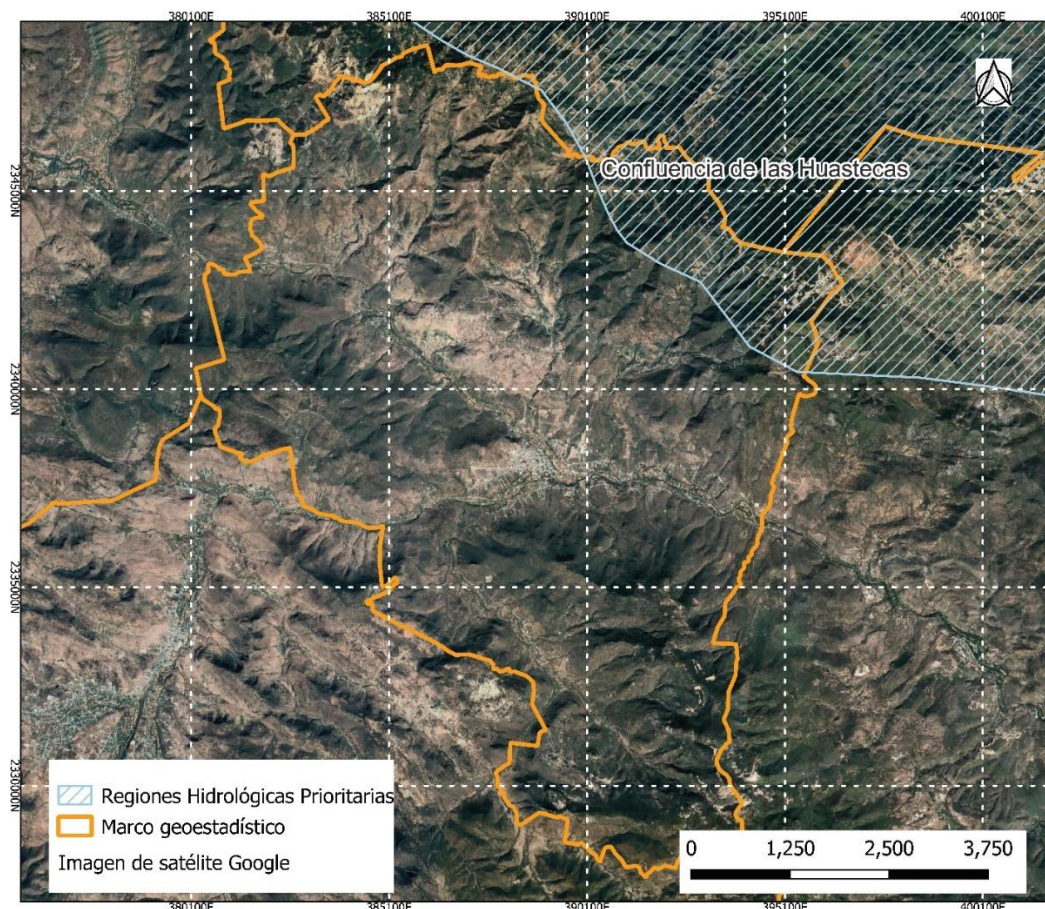 380100E 385100E 390100E 395100E 400100E
2345000N
Confluencia de las Huastecas
2340000N
2335000N
2330000N
Regiones Hidrológicas Prioritarias
Marco geoestadístico
Imagen de satélite Google
0 1,250 2,500 3,750
380100E 385100E 390100E 395100E 400100E